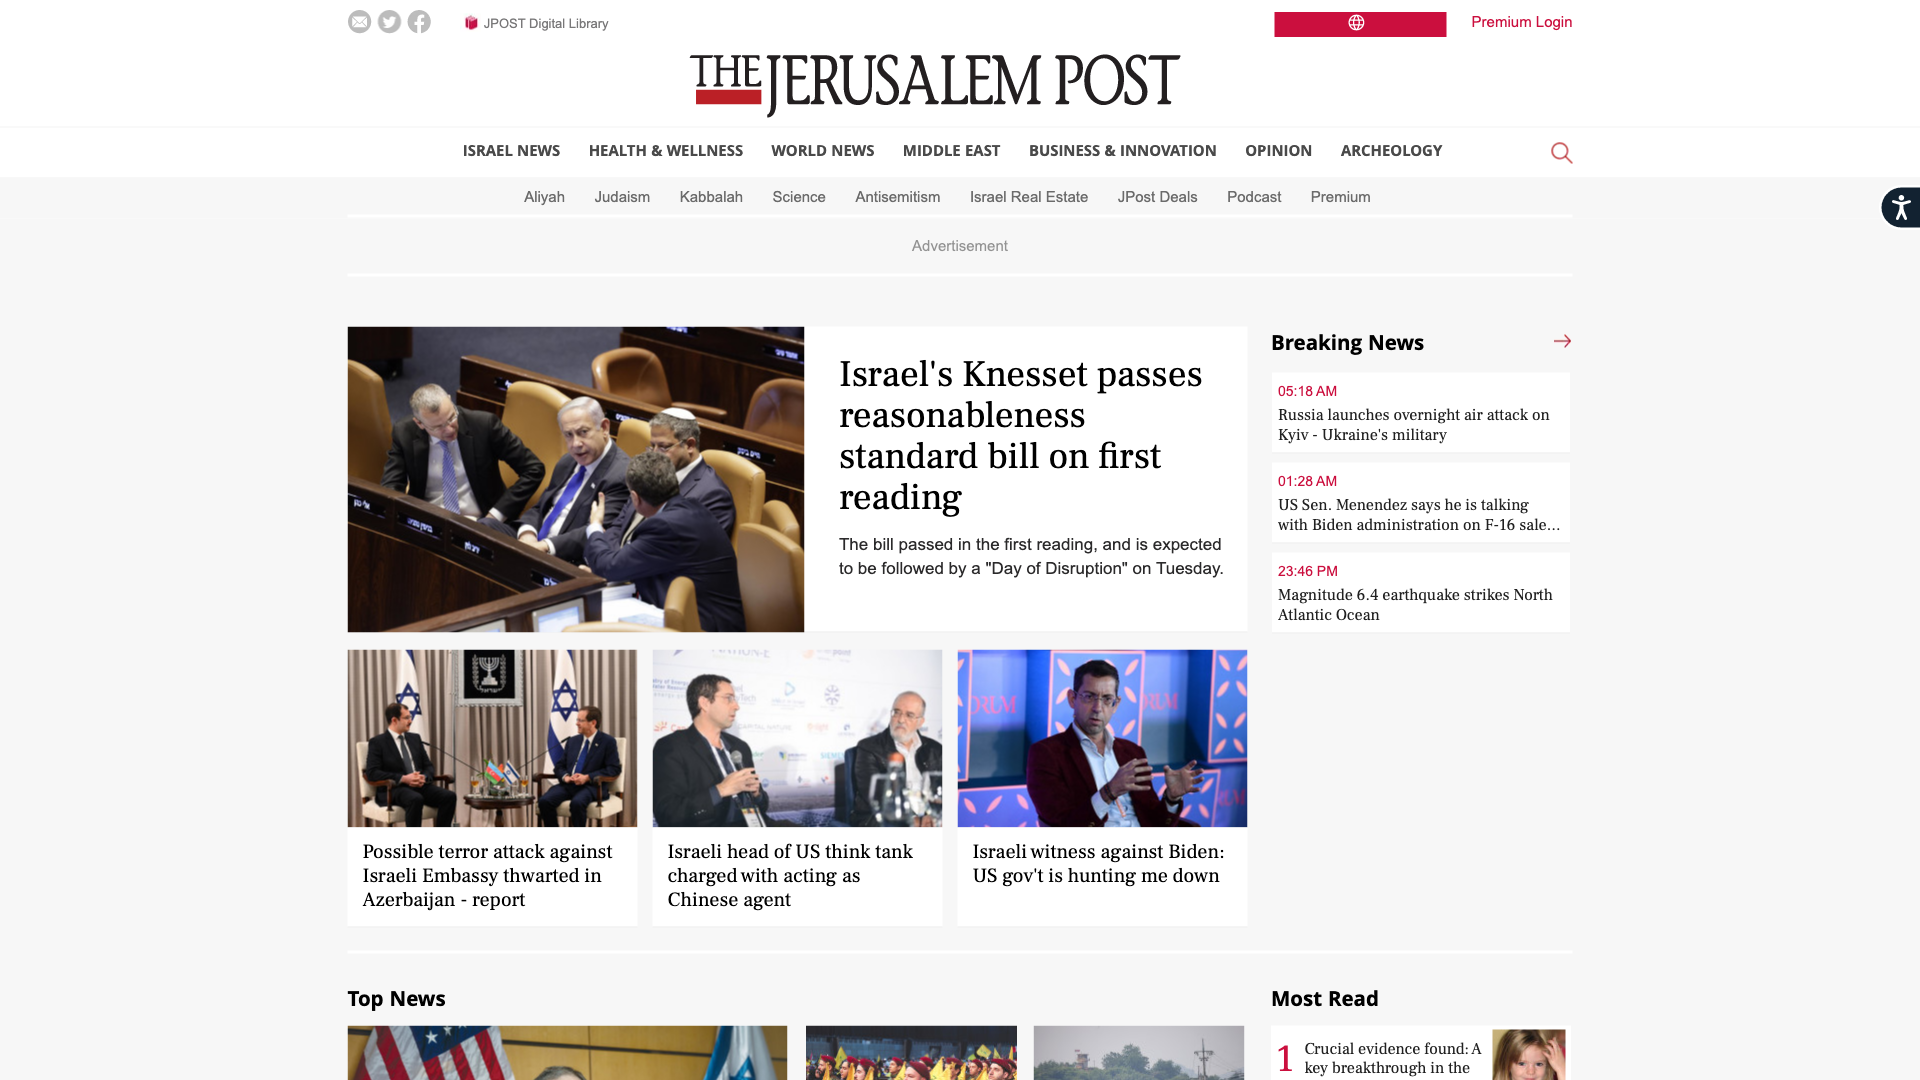 JPOST Digital Library
Premium Login
THE JERUSALEM POST
ISRAEL NEWS
HEALTH & WELLNESS
WORLD NEWS
MIDDLE EAST
BUSINESS & INNOVATION
OPINION
ARCHEOLOGY
Aliyah
Judaism
Kabbalah
Science
Antisemitism
Israel Real Estate
JPost Deals
Podcast
Premium
Advertisement
Israel's Knesset passes
reasonableness
standard bill on first
reading
The bill passed in the first reading, and is expected
to be followed by a "Day of Disruption" on Tuesday.
Breaking News
05:18 AM
Russia launches overnight air attack on
Kyiv - Ukraine's military
01:28 AM
US Sen. Menendez says he is talking
with Biden administration on F-16 sale...
23:46 PM
Magnitude 6.4 earthquake strikes North
Atlantic Ocean
Possible terror attack against
Israeli Embassy thwarted in
Azerbaijan - report
Israeli head of US think tank
charged with acting as
Chinese agent
ORUM
RUM
Israeli witness against Biden:
US gov't is hunting me down
Top News
Most Read
1
Crucial evidence found: A
key breakthrough in the